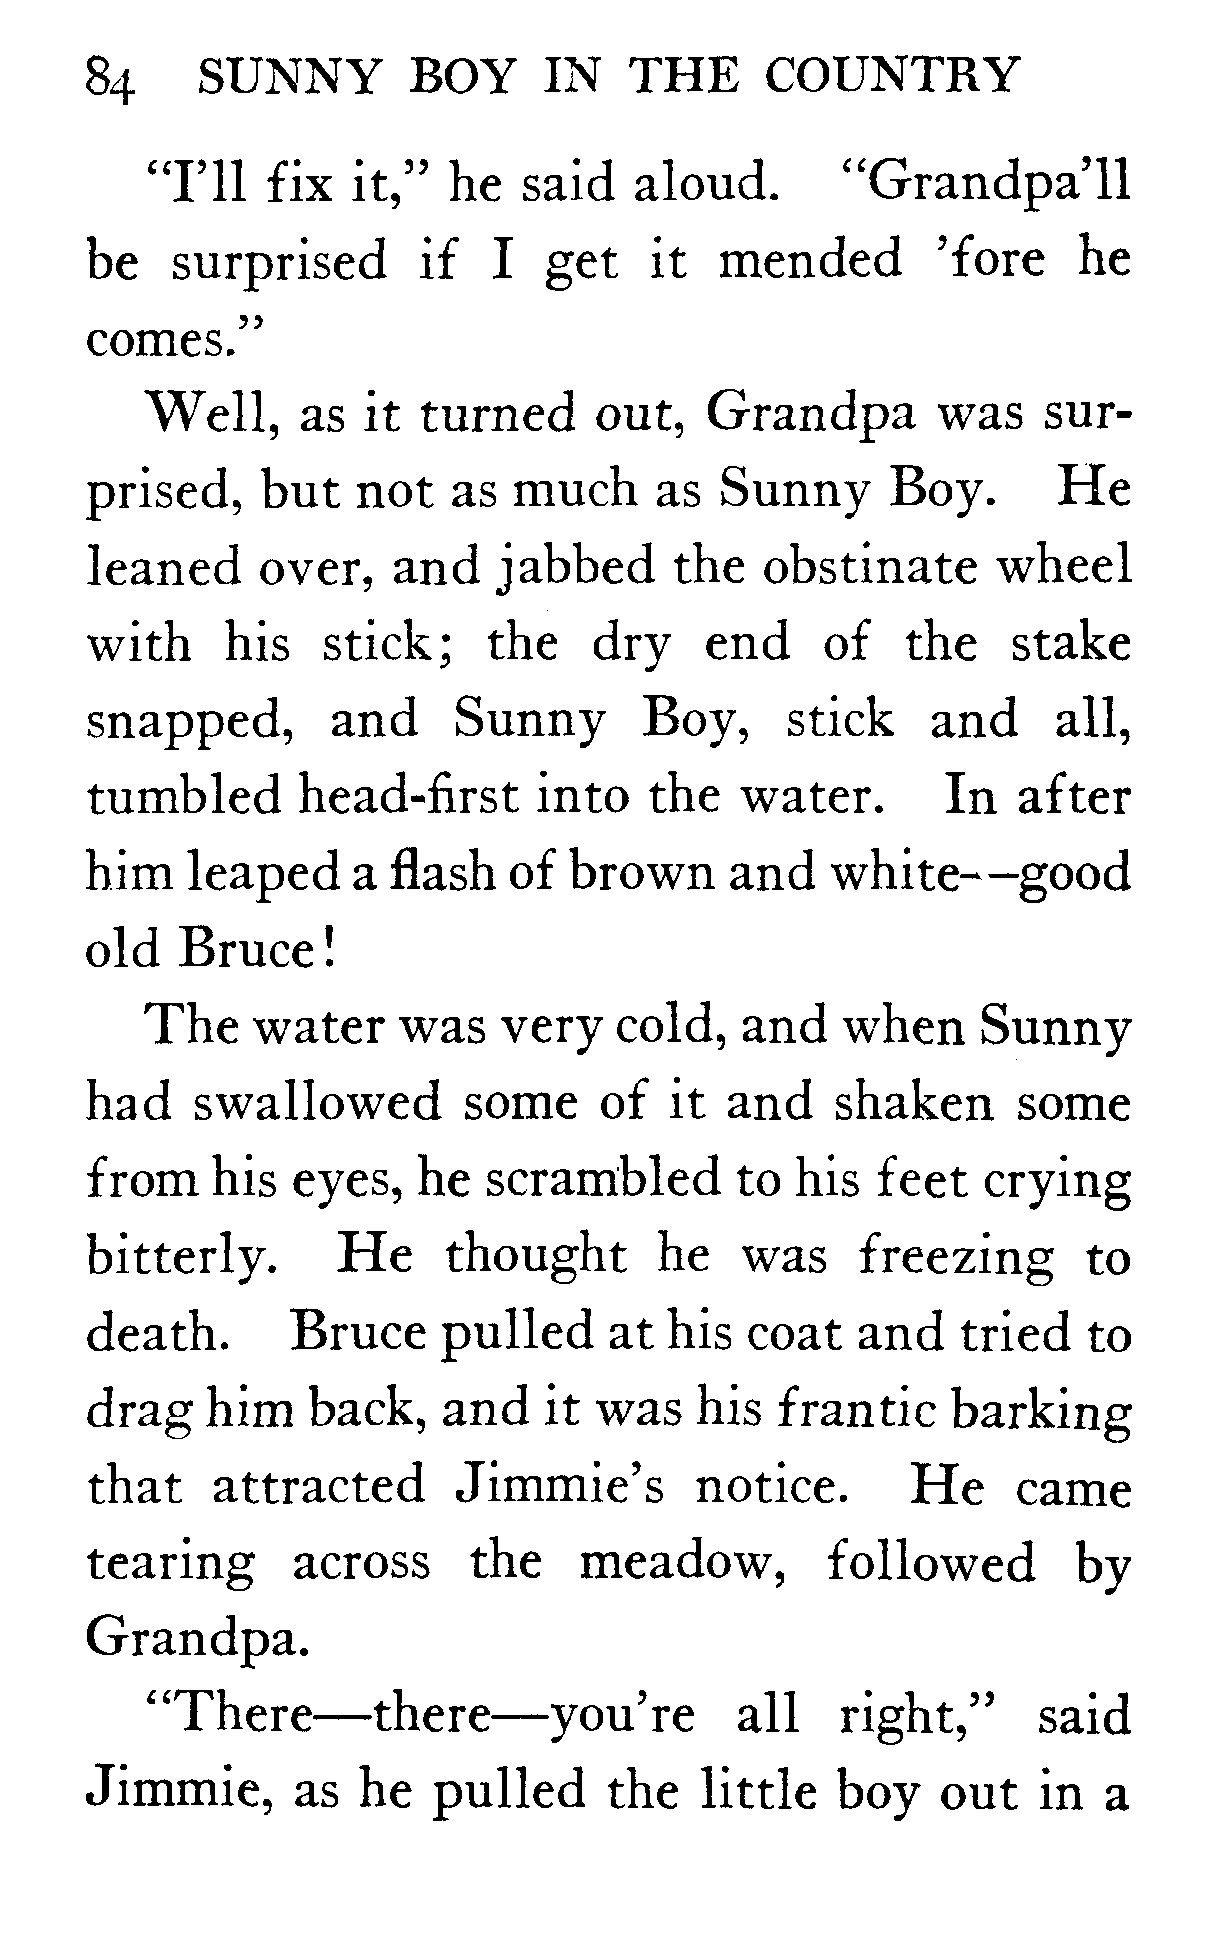 84 SUNNY BOY IN THE COUNTRY
“I’ll fix it,” he said aloud. “Grandpa’ll
be surprised if I get it mended ’fore he
comes.”
Well, as it turned out, Grandpa was sur-
prised, but not as much as Sunny Boy. He
leaned over, and jabbed the obstinate wheel
with his stick; the dry end of the stake
snapped, and Sunny Boy, stick and all,
tumbled head-first into the water. In after
him leaped a flash of brown and white--good
old Bruce!
The water was very cold, and when Sunny
had swallowed some of it and shaken some
from his eyes, he scrambled to his feet crying
bitterly. He thought he was freezing to
death. Bruce pulled at his coat and tried to
drag him back, and it was his frantic barking
that attracted Jimmie’s notice. He came
tearing across the meadow, followed by
Grandpa.
“There—there—you’re all right,” said
Jimmie, as he pulled the little boy out in a